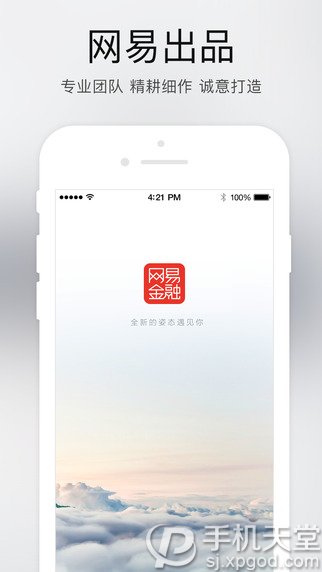 网易出品
专业团队 精耕细作 诚意打造
4:21 PM
100%
网易
金融
全新的姿态遇见你
手机天堂
sj.xpgod.com